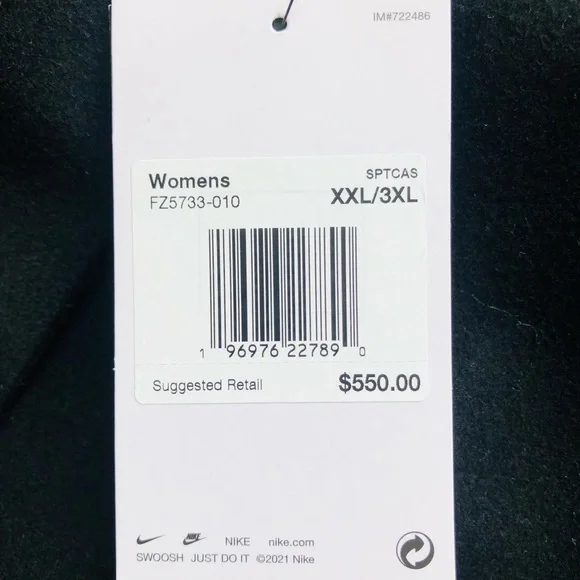 IM#722486
Womens
SPTCAS
FZ5733-010
XXL/3XL
1 96976 22789 0
Suggested Retail $550.00
NIKE NIKE nike.com
SWOOSH JUST DO IT ©2021 Nike